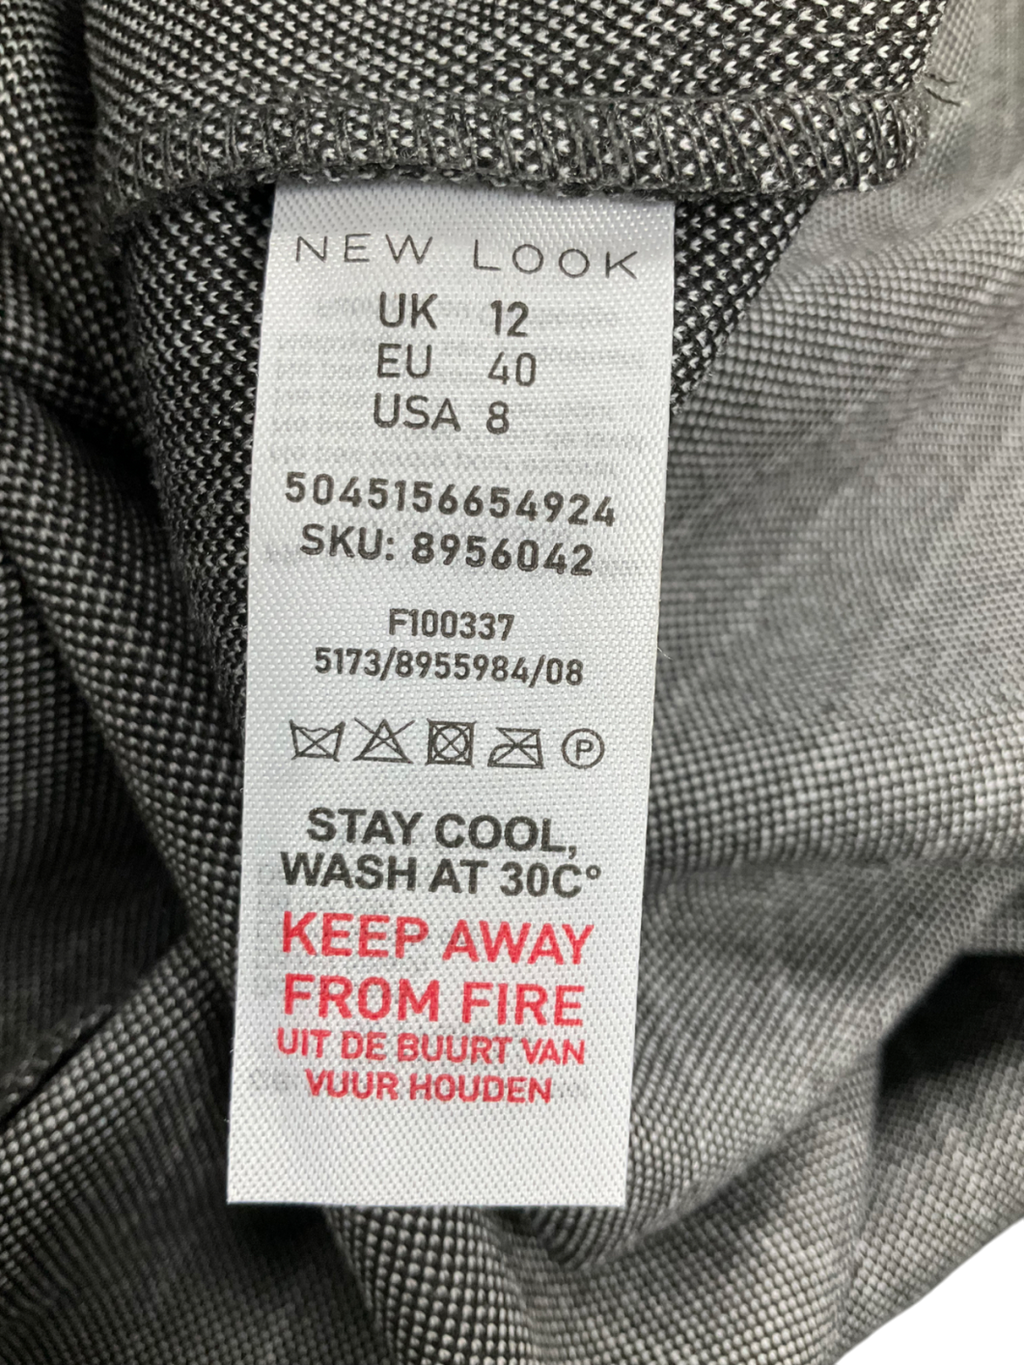 NEW LOOK
UK 12
EU 40
USA 8
5045156654924
SKU: 8956042
F100337
5173/8955984/08
P
STAY COOL,
WASH AT 30C°
KEEP AWAY
FROM FIRE
UIT DE BUURT VAN
VUUR HOUDEN